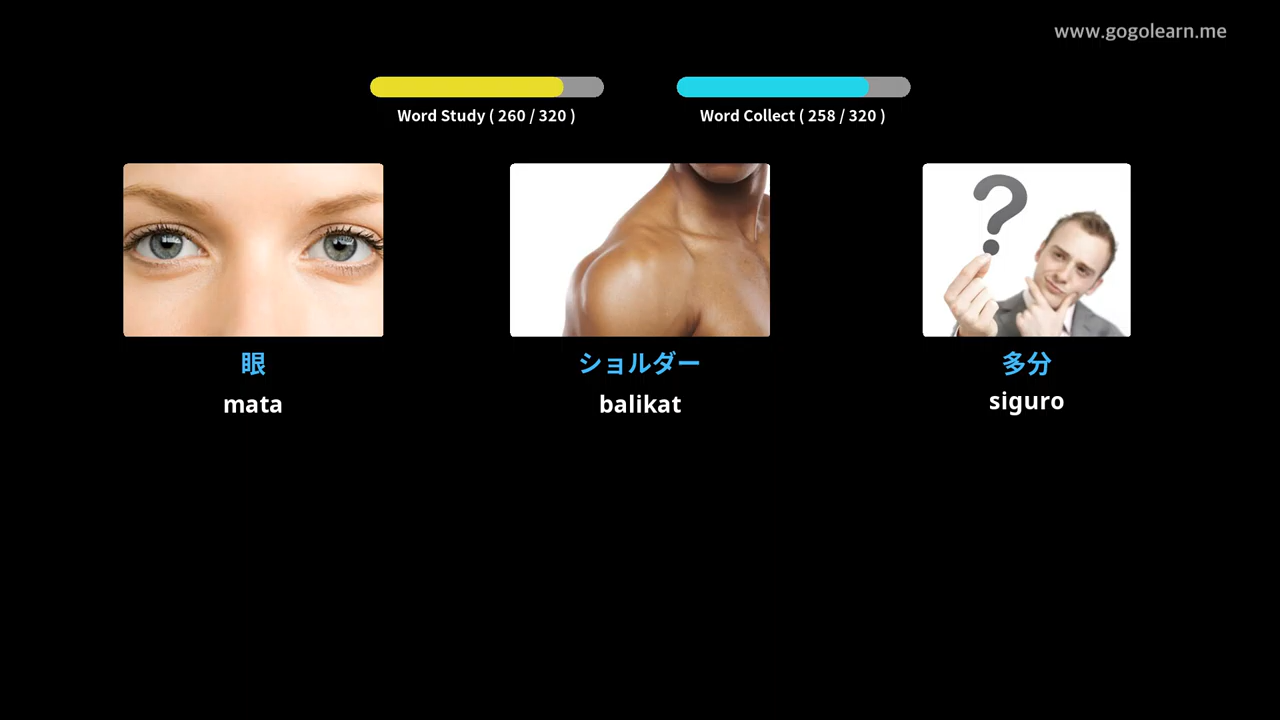 www.gogolearn.me
Word Study ( 260 / 320 )
Word Collect ( 258 / 320 )
眼
mata
ショルダー
balikat
多分
siguro